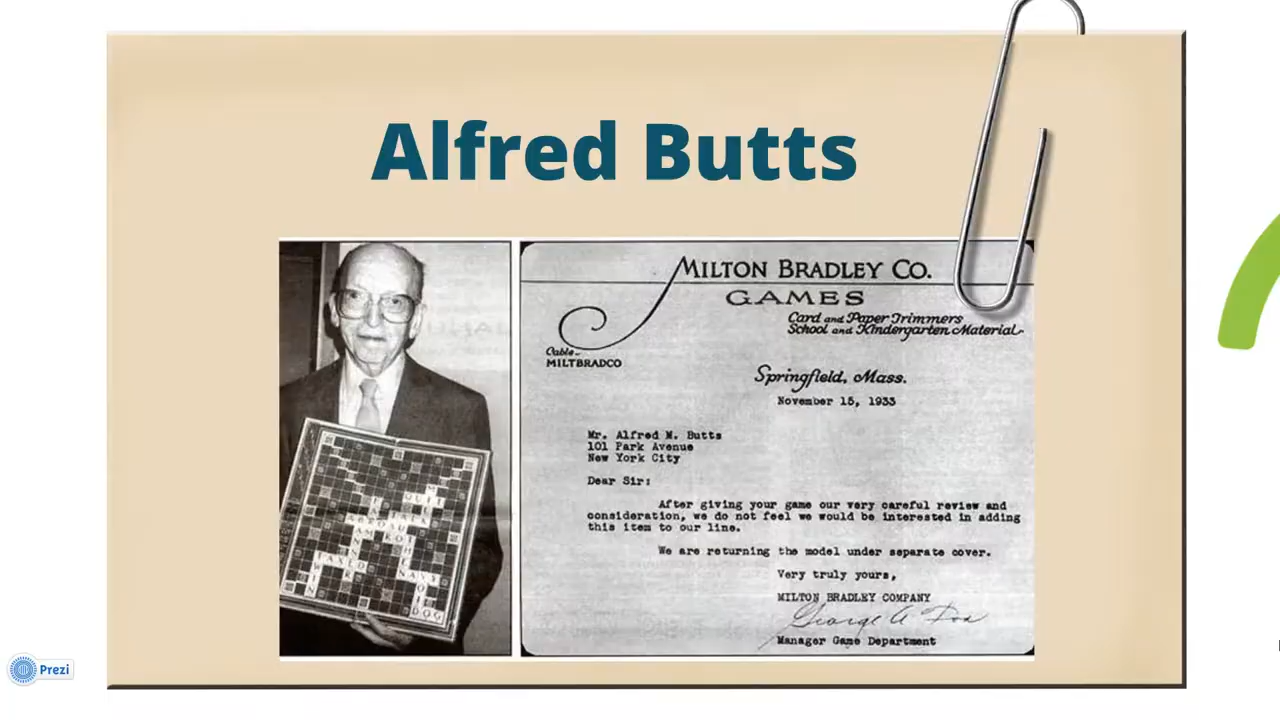 Alfred Butts
MILTON BRADLEY CO.
GAMES
Card and Paper Trimmers
School and Kindergarten Material
Cable-
MILTBRADCO
Springfield, Mass.
November 15, 1933
Mr. Alfred M. Butts
101 Park Avenue
New York City
Dear Sir:
After giving your game our very careful review and
consideration, we do not feel we would be interested in adding
this item to our line.
We are returning the model under separate cover.
Very truly yours,
MILTON BRADLEY COMPANY
George A Fox
Manager Game Department
QUIT
DOG
Prezi